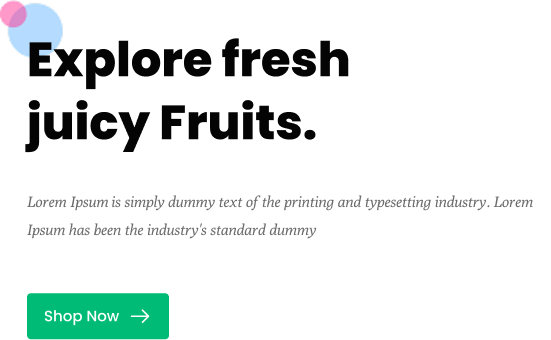 Explore fresh
juicy Fruits.
Lorem Ipsum is simply dummy text of the printing and typesetting industry. Lorem
Ipsum has been the industry's standard dummy
Shop Now